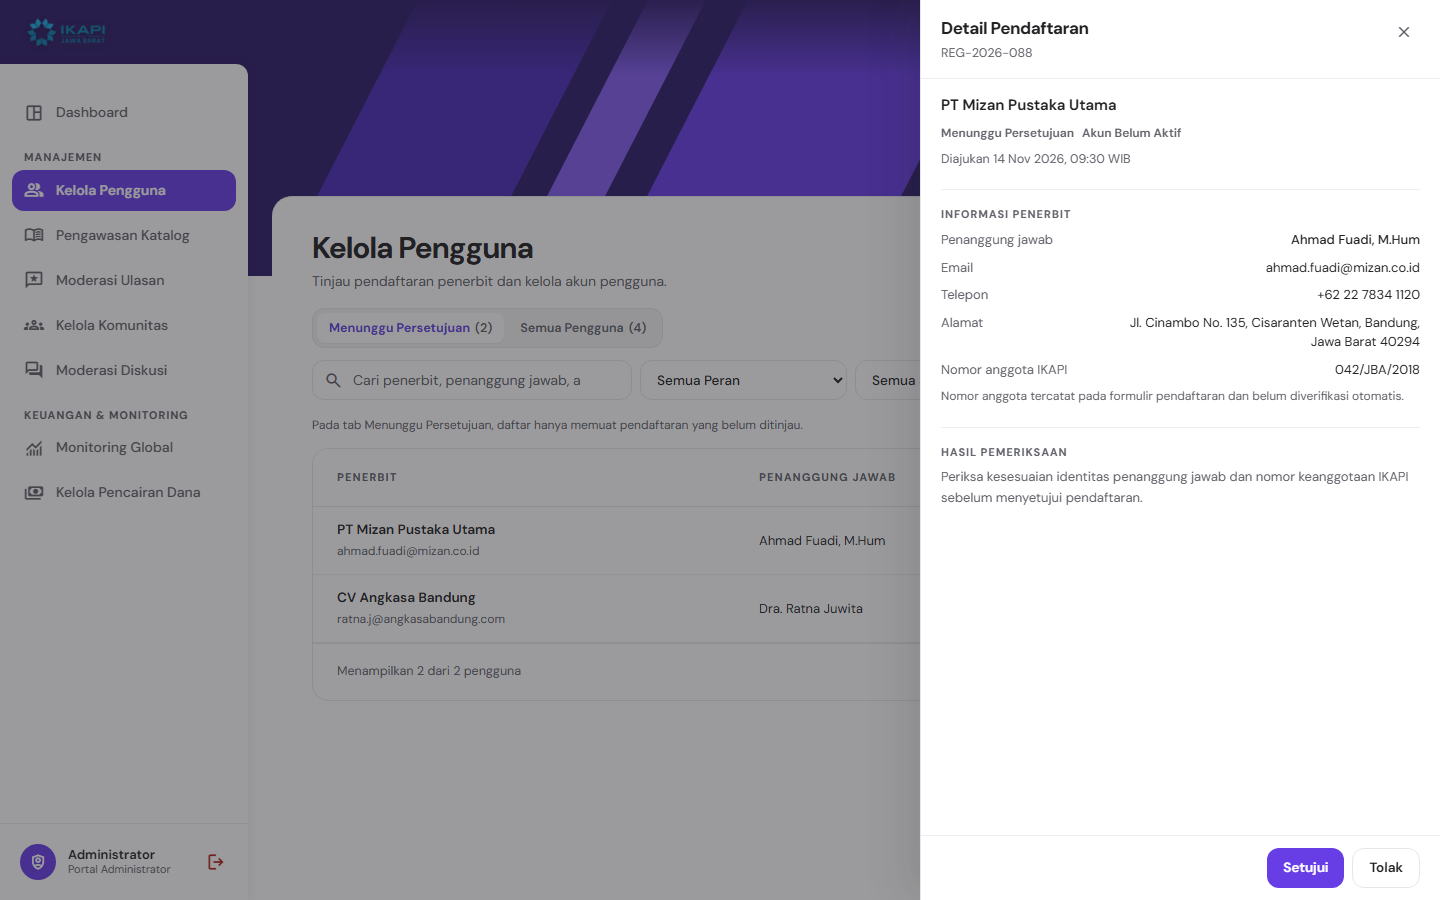 IKAPI
JAWA BARAT
Dashboard
MANAJEMEN
Kelola Pengguna
Pengawasan Katalog
Moderasi Ulasan
Kelola Komunitas
Moderasi Diskusi
KEUANGAN & MONITORING
Monitoring Global
Kelola Pencairan Dana
Administrator
Portal Administrator
Kelola Pengguna
Tinjau pendaftaran penerbit dan kelola akun pengguna.
Menunggu Persetujuan (2) Semua Pengguna (4)
Cari penerbit, penanggung jawab, a
Semua Peran
Semua
Pada tab Menunggu Persetujuan, daftar hanya memuat pendaftaran yang belum ditinjau.
PENERBIT PENANGGUNG JAWAB
PT Mizan Pustaka Utama
ahmad.fuadi@mizan.co.id
Ahmad Fuadi, M.Hum
CV Angkasa Bandung
ratna.j@angkasabandung.com
Dra. Ratna Juwita
Menampilkan 2 dari 2 pengguna
Detail Pendaftaran
REG-2026-088
PT Mizan Pustaka Utama
Menunggu Persetujuan Akun Belum Aktif
Diajukan 14 Nov 2026, 09:30 WIB
INFORMASI PENERBIT
Penanggung jawab Ahmad Fuadi, M.Hum
Email ahmad.fuadi@mizan.co.id
Telepon +62 22 7834 1120
Alamat Jl. Cinambo No. 135, Cisaranten Wetan, Bandung,
Jawa Barat 40294
Nomor anggota IKAPI 042/JBA/2018
Nomor anggota tercatat pada formulir pendaftaran dan belum diverifikasi otomatis.
HASIL PEMERIKSAAN
Periksa kesesuaian identitas penanggung jawab dan nomor keanggotaan IKAPI
sebelum menyetujui pendaftaran.
Setujui Tolak